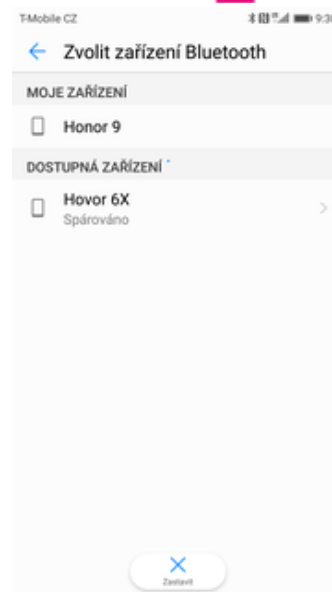 T-Mobile CZ 9:30
Zvolit zařízení Bluetooth
MOJE ZAŘÍZENÍ
Honor 9
DOSTUPNÁ ZAŘÍZENÍ
Hovor 6X
Spárováno
Zastavit